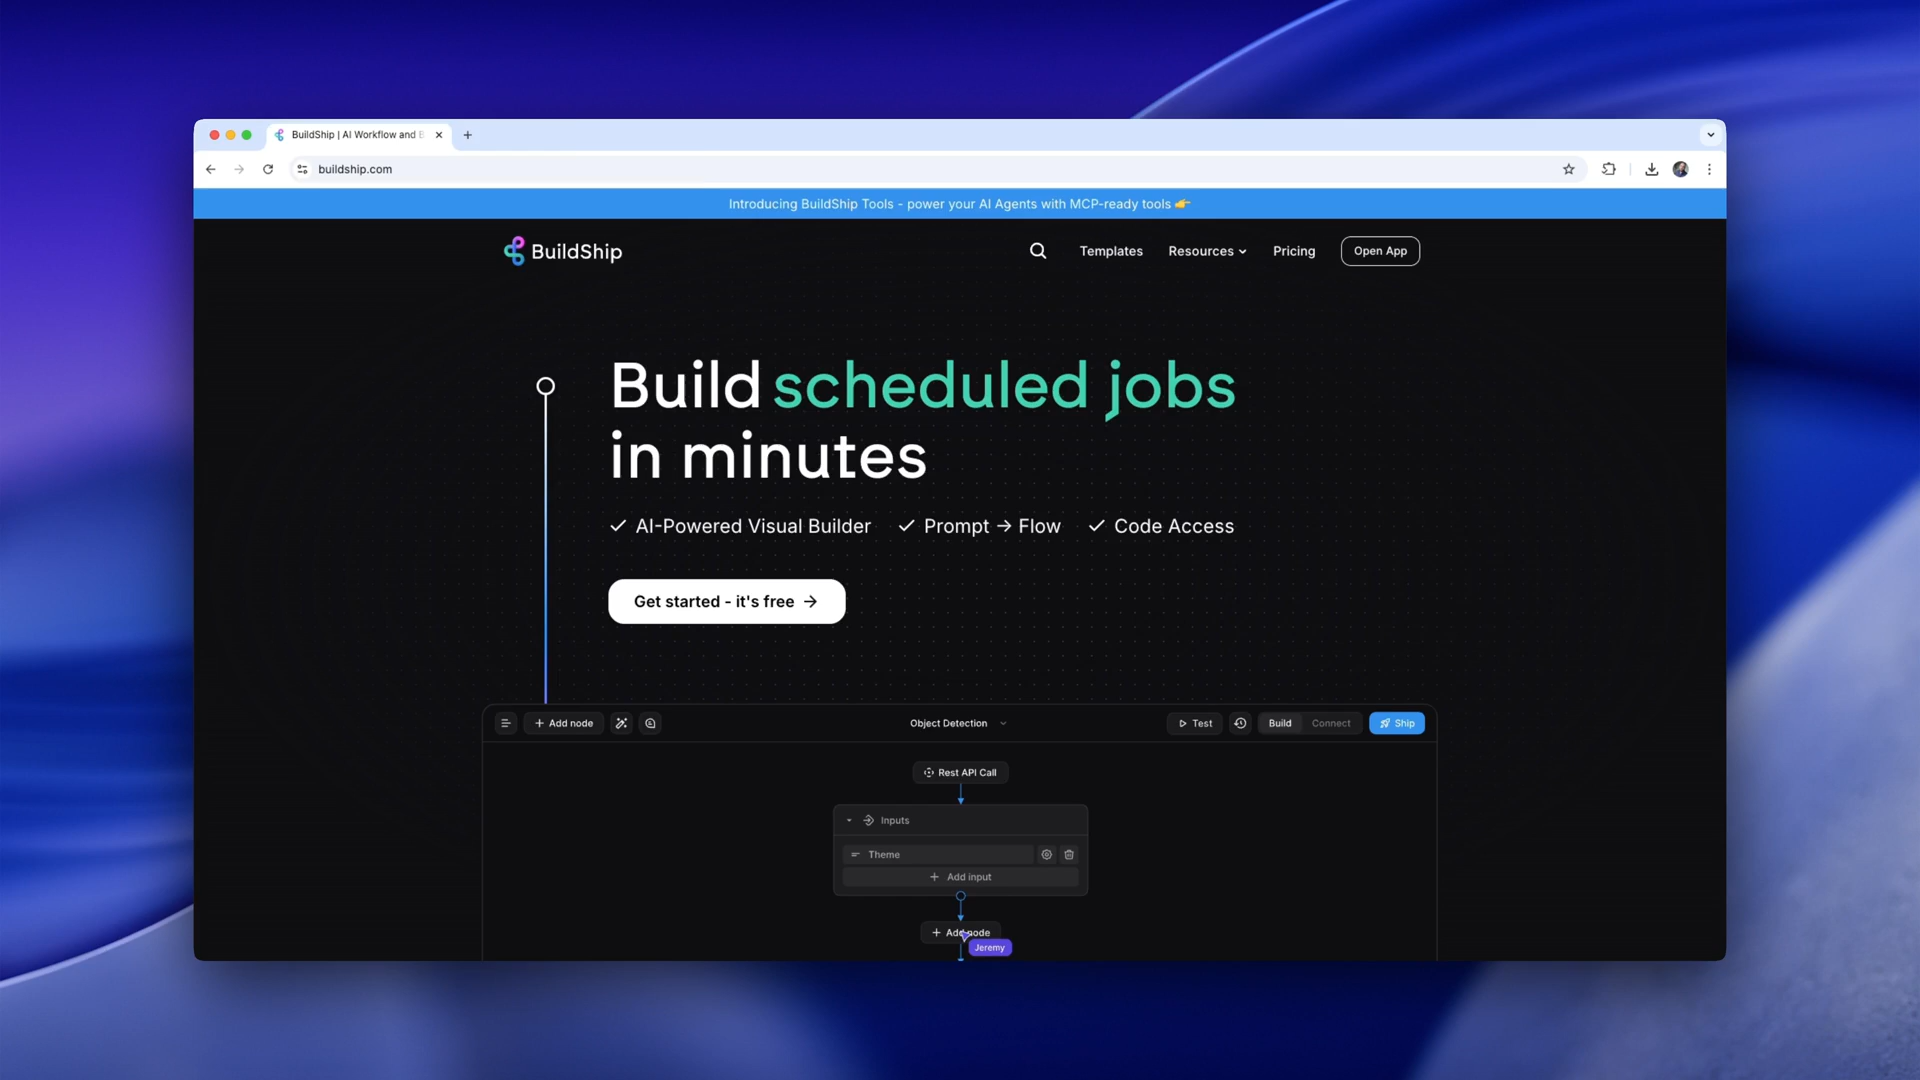 BuildShip | AI Workflow and B
buildship.com
Introducing BuildShip Tools - power your AI Agents with MCP-ready tools 👉
BuildShip
Templates
Resources
Pricing
Open App
Build scheduled jobs
in minutes
AI-Powered Visual Builder
Prompt → Flow
Code Access
Get started - it's free →
+ Add node
Object Detection
Test
Build
Connect
Ship
Rest API Call
Inputs
Theme
+ Add input
+ Add node
Jeremy